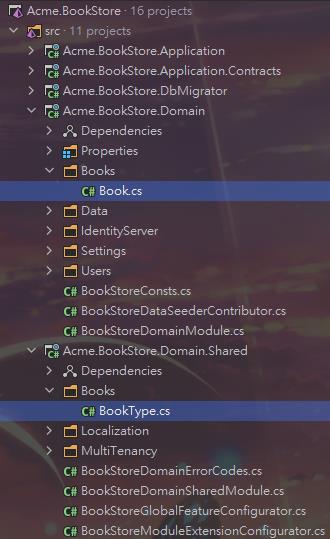 Acme.BookStore · 16 projects
src · 11 projects
Acme.BookStore.Application
Acme.BookStore.Application.Contracts
Acme.BookStore.DbMigrator
Acme.BookStore.Domain
Dependencies
Properties
Books
C# Book.cs
Data
IdentityServer
Settings
Users
C# BookStoreConsts.cs
C# BookStoreDataSeederContributor.cs
C# BookStoreDomainModule.cs
Acme.BookStore.Domain.Shared
Dependencies
Books
C# BookType.cs
Localization
MultiTenancy
C# BookStoreDomainErrorCodes.cs
C# BookStoreDomainSharedModule.cs
C# BookStoreGlobalFeatureConfigurator.cs
C# BookStoreModuleExtensionConfigurator.cs